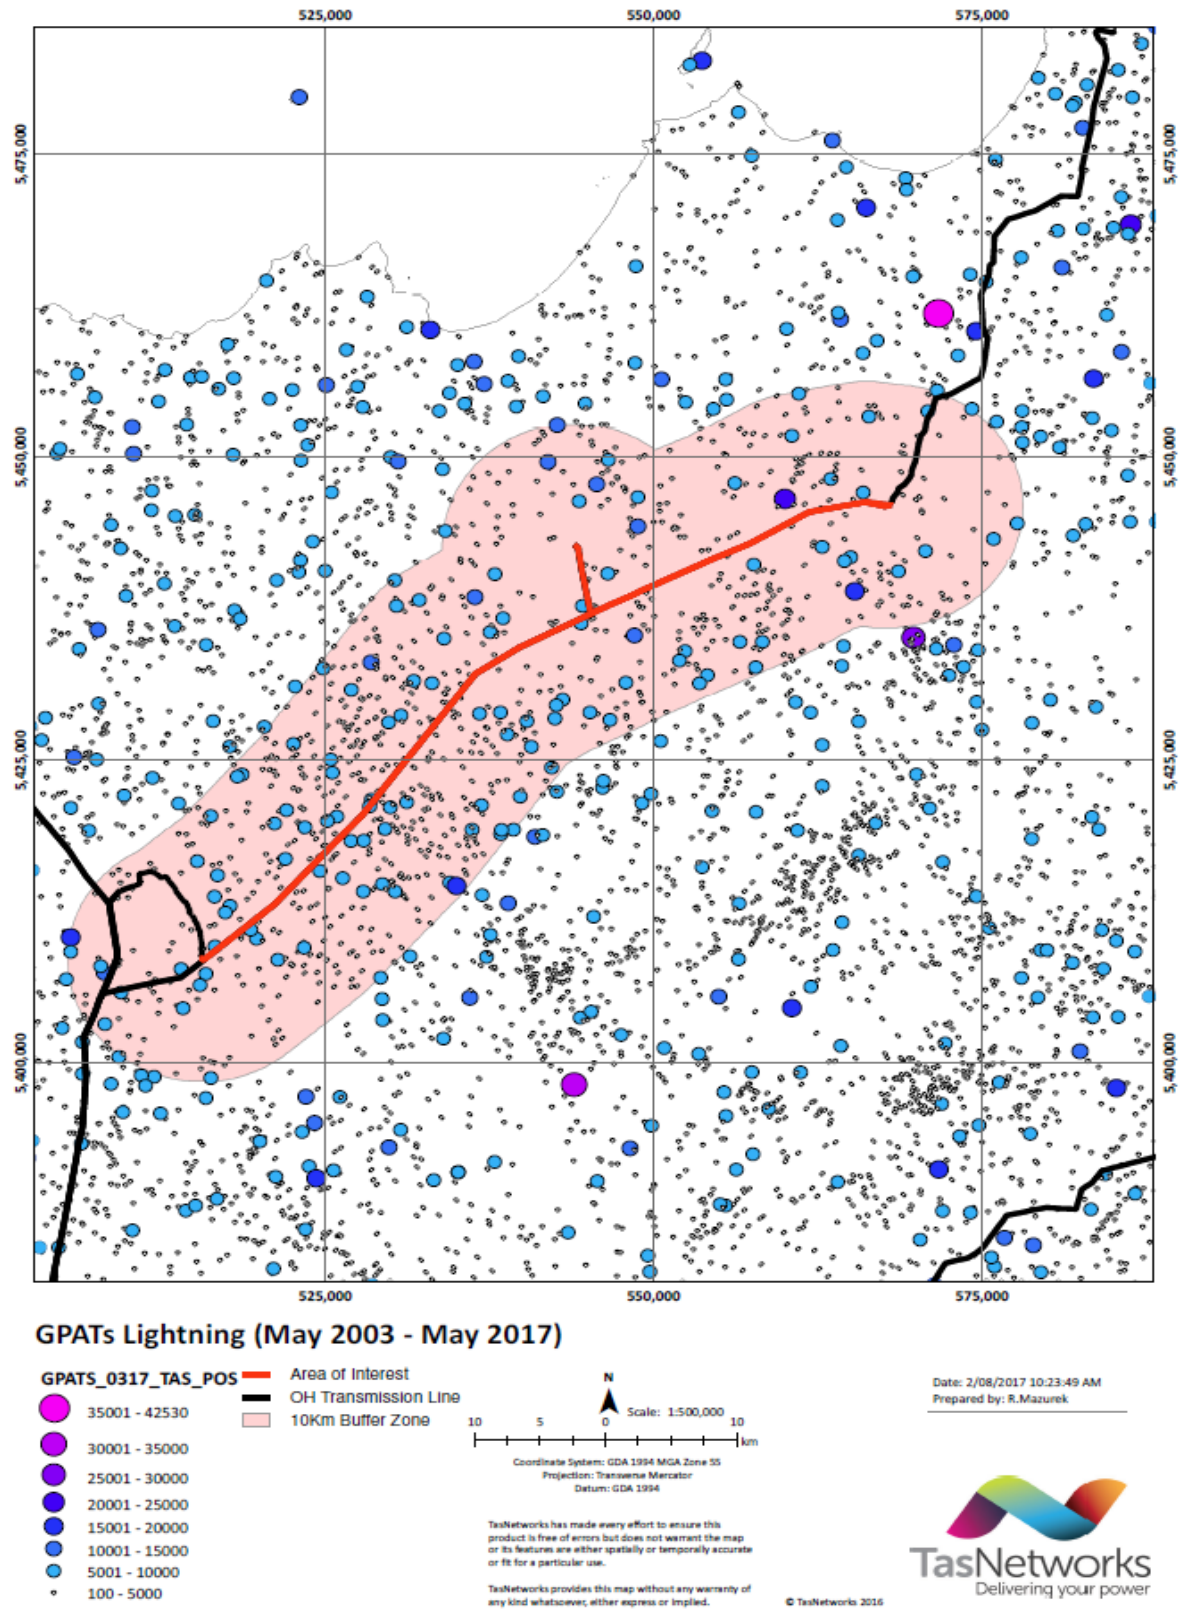 525,000 550,000 575,000
5,475,000 5,475,000
5,450,000 5,450,000
5,425,000 5,425,000
5,400,000 5,400,000
525,000 550,000 575,000
GPATs Lightning (May 2003 - May 2017)
GPATS_0317_TAS_POS
35001 - 42530
30001 - 35000
25001 - 30000
20001 - 25000
15001 - 20000
10001 - 15000
5001 - 10000
100 - 5000
Area of Interest
OH Transmission Line
10Km Buffer Zone
N
Scale: 1:500,000
10 5 0 10
km
Coordinate System: GDA 1994 MGA Zone 55
Projection: Transverse Mercator
Datum: GDA 1994
TasNetworks has made every effort to ensure this
product is free of errors but does not warrant the map
or its features are either spatially or temporally accurate
or fit for a particular use.
TasNetworks provides this map without any warranty of
any kind whatsoever, either express or implied.
© TasNetworks 2016
Date: 2/08/2017 10:23:49 AM
Prepared by: R.Mazurek
TasNetworks
Delivering your power